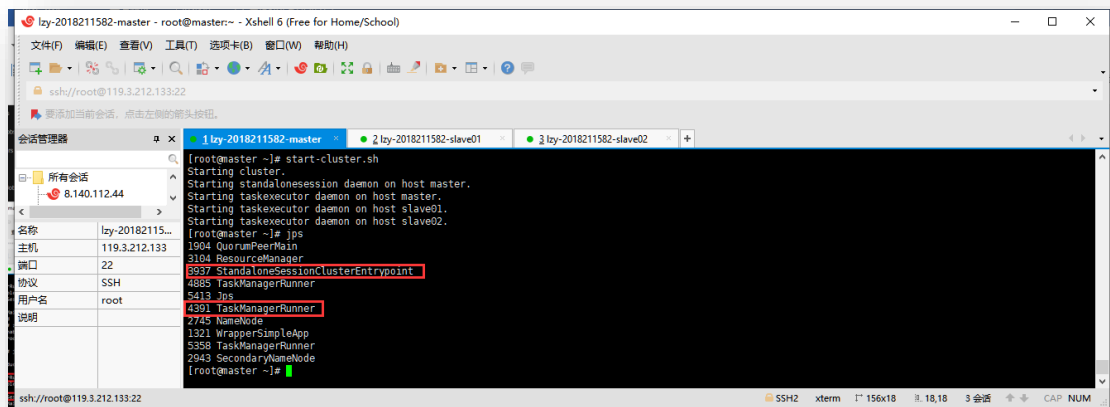 lzy-2018211582-master - root@master:~ - Xshell 6 (Free for Home/School)
文件(F) 编辑(E) 查看(V) 工具(T) 选项卡(B) 窗口(W) 帮助(H)
ssh://root@119.3.212.133:22
要添加当前会话，点击左侧的箭头按钮。
会话管理器
1 lzy-2018211582-master
2 lzy-2018211582-slave01
3 lzy-2018211582-slave02
所有会话
8.140.112.44
名称 lzy-20182115...
主机 119.3.212.133
端口 22
协议 SSH
用户名 root
说明
[root@master ~]# start-cluster.sh
Starting cluster.
Starting standalonesession daemon on host master.
Starting taskexecutor daemon on host master.
Starting taskexecutor daemon on host slave01.
Starting taskexecutor daemon on host slave02.
[root@master ~]# jps
1904 QuorumPeerMain
3104 ResourceManager
3937 StandaloneSessionClusterEntrypoint
4885 TaskManagerRunner
5413 Jps
4391 TaskManagerRunner
2745 NameNode
1321 WrapperSimpleApp
5358 TaskManagerRunner
2943 SecondaryNameNode
[root@master ~]#
ssh://root@119.3.212.133:22 SSH2 xterm 156x18 18,18 3 会话 CAP NUM